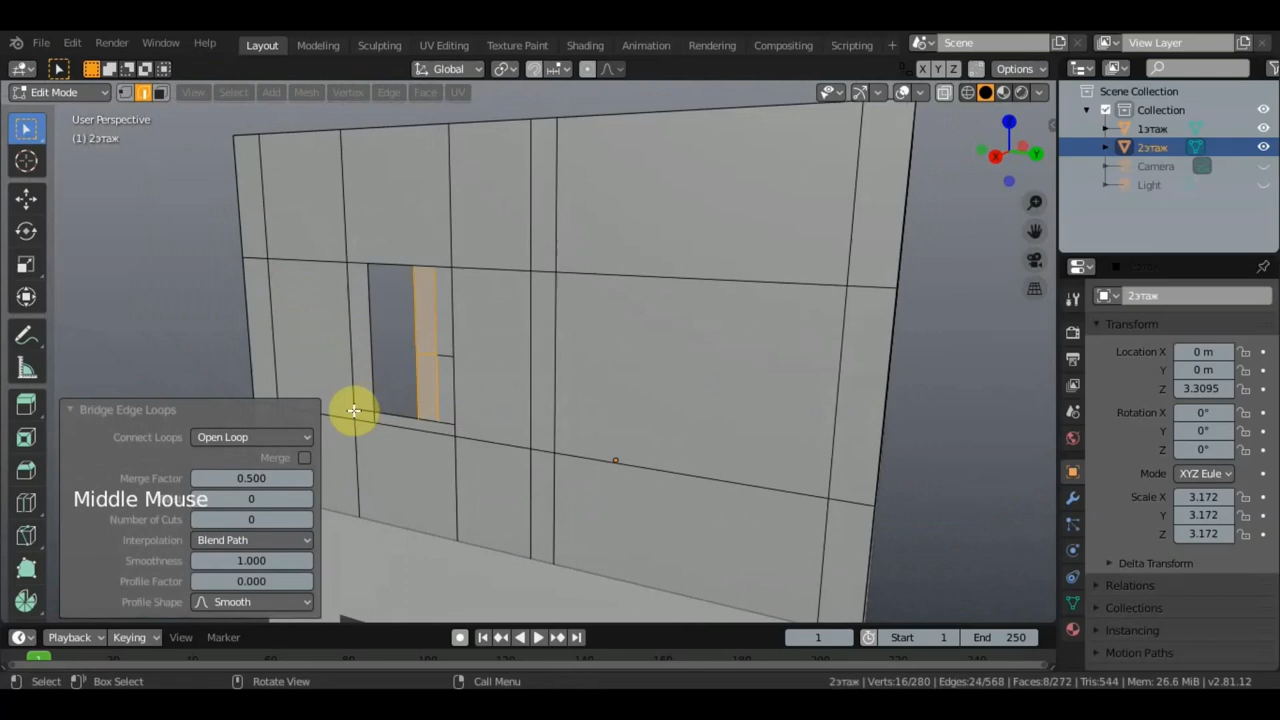 File Edit Render Window Help Layout Modeling Sculpting UV Editing Texture Paint Shading Animation Rendering Compositing Scripting + Scene View Layer
Global X Y Z Options
Edit Mode View Select Add Mesh Vertex Edge Face UV Scene Collection
User Perspective
(1) 2этаж
Collection
1этаж
2этаж
Camera
Light
Z
X Y
2этаж
Transform
Location X 0 m
Y 0 m
Z 3.3095
Rotation X 0°
Y 0°
Z 0°
Mode XYZ Eule
Scale X 3.172
Y 3.172
Z 3.172
Delta Transform
Relations
Collections
Instancing
Motion Paths
Bridge Edge Loops
Connect Loops Open Loop
Merge
Merge Factor 0.500
Middle Mouse 0
Number of Cuts 0
Interpolation Blend Path
Smoothness 1.000
Profile Factor 0.000
Profile Shape Smooth
Playback Keying View Marker 1 Start 1 End 250
1
Select Box Select Rotate View Call Menu 2этаж | Verts:16/280 | Edges:24/568 | Faces:8/272 | Tris:544 | Mem: 26.6 MiB | v2.81.12